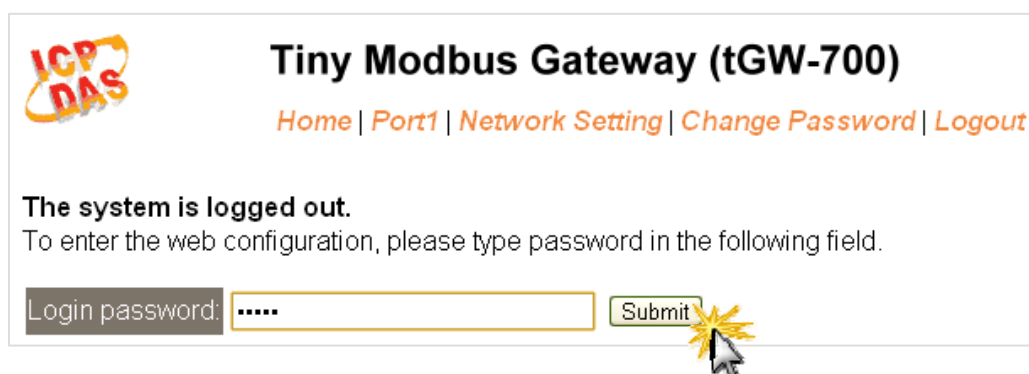 ICP
DAS
Tiny Modbus Gateway (tGW-700)
Home | Port1 | Network Setting | Change Password | Logout
The system is logged out.
To enter the web configuration, please type password in the following field.
Login password: ••••• Submit